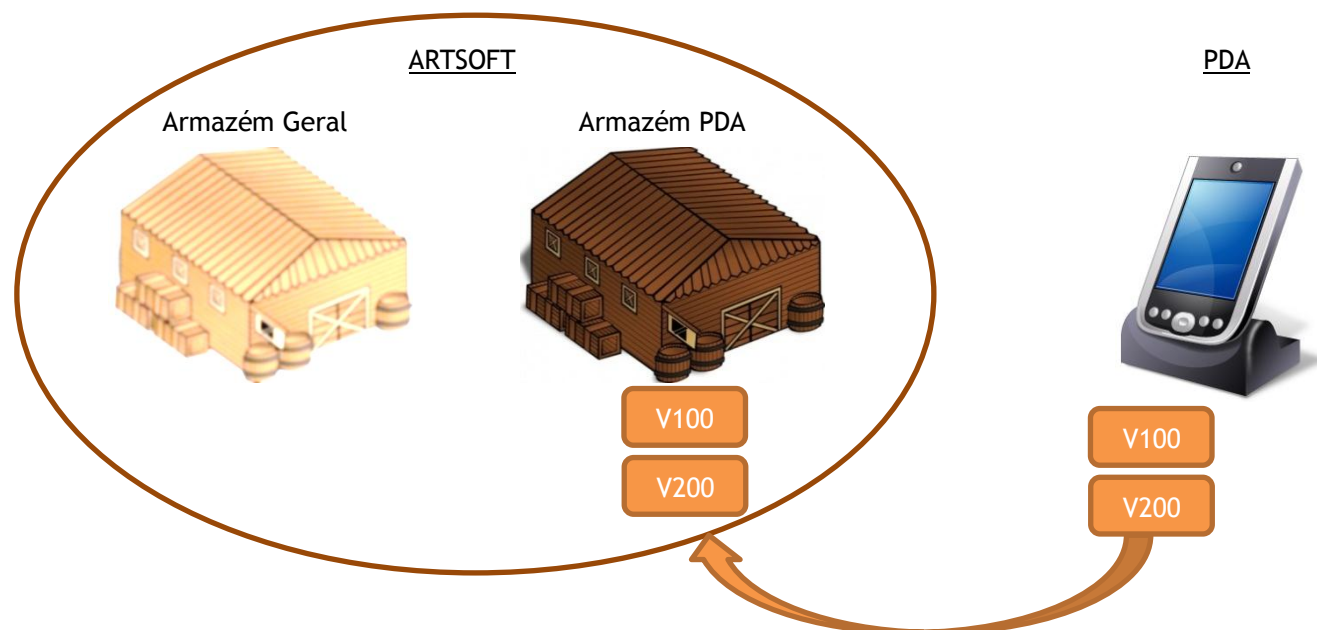 ARTSOFT
PDA
Armazém Geral
Armazém PDA
V100
V200
V100
V200